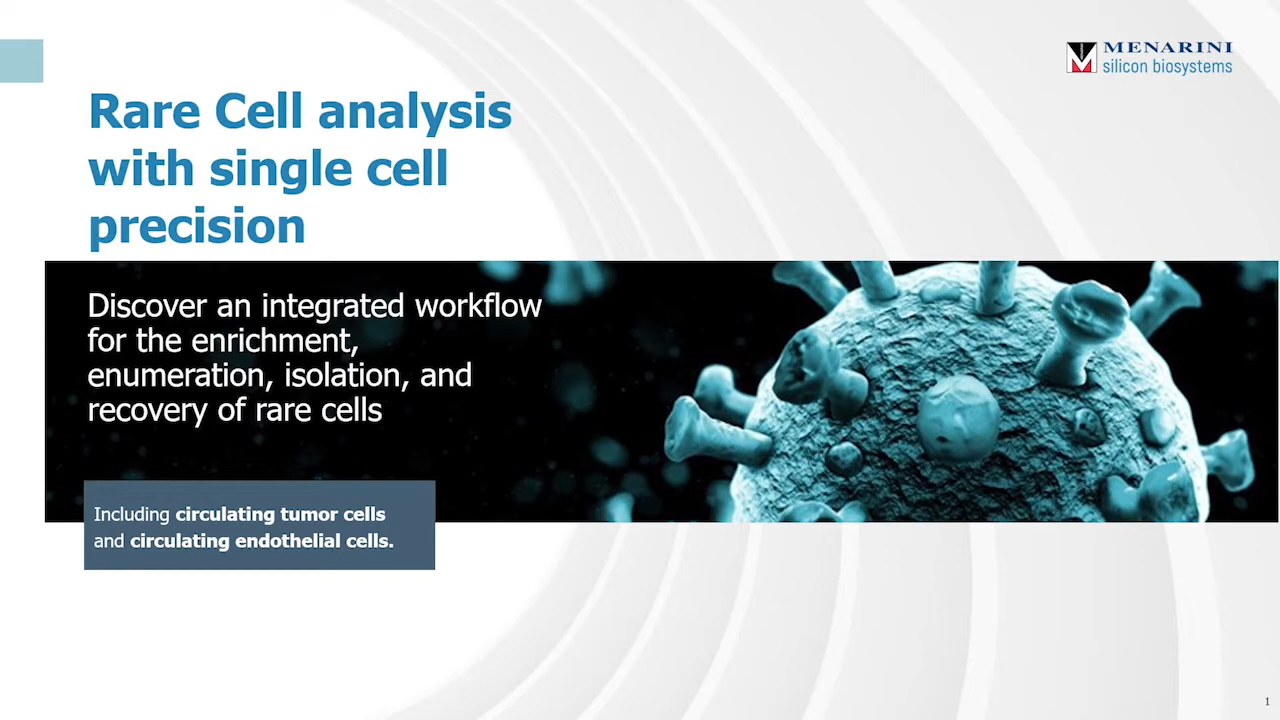 MENARINI
silicon biosystems
Rare Cell analysis
with single cell
precision
Discover an integrated workflow
for the enrichment,
enumeration, isolation, and
recovery of rare cells
Including circulating tumor cells
and circulating endothelial cells.
1